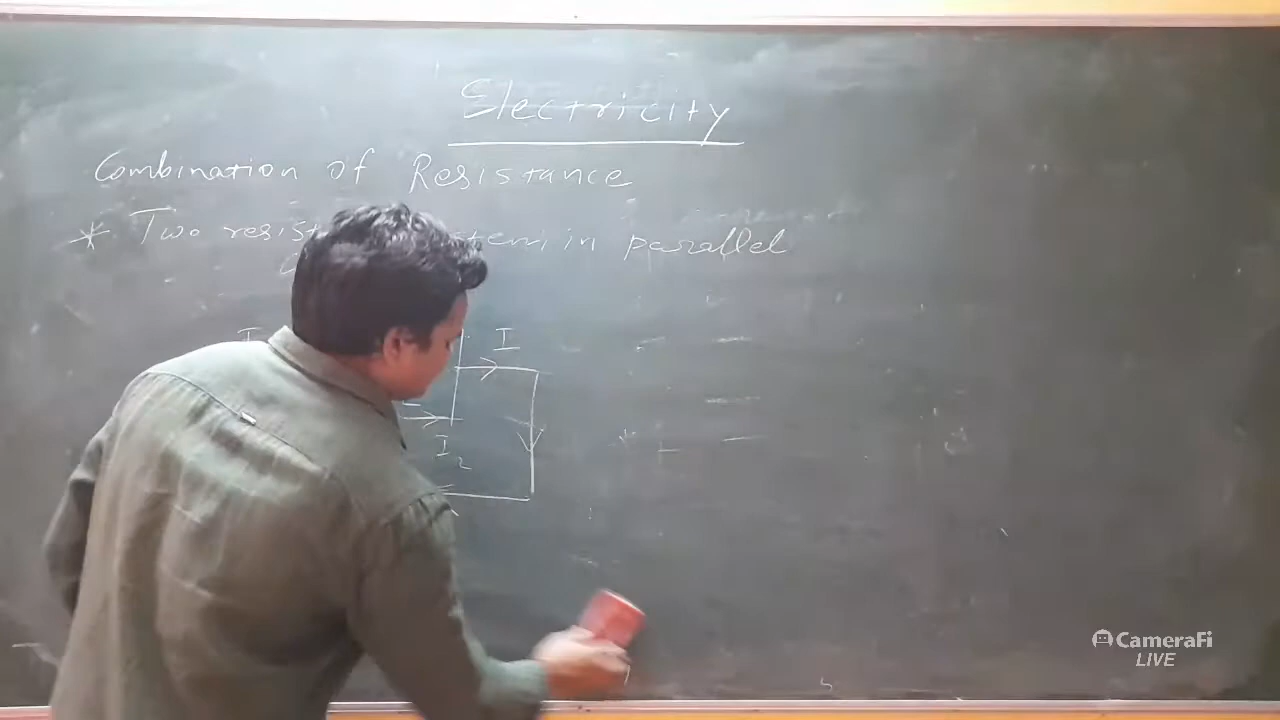 Electricity
Combination of Resistance
* Two resist in parallel
I I
I2
CameraFi
LIVE